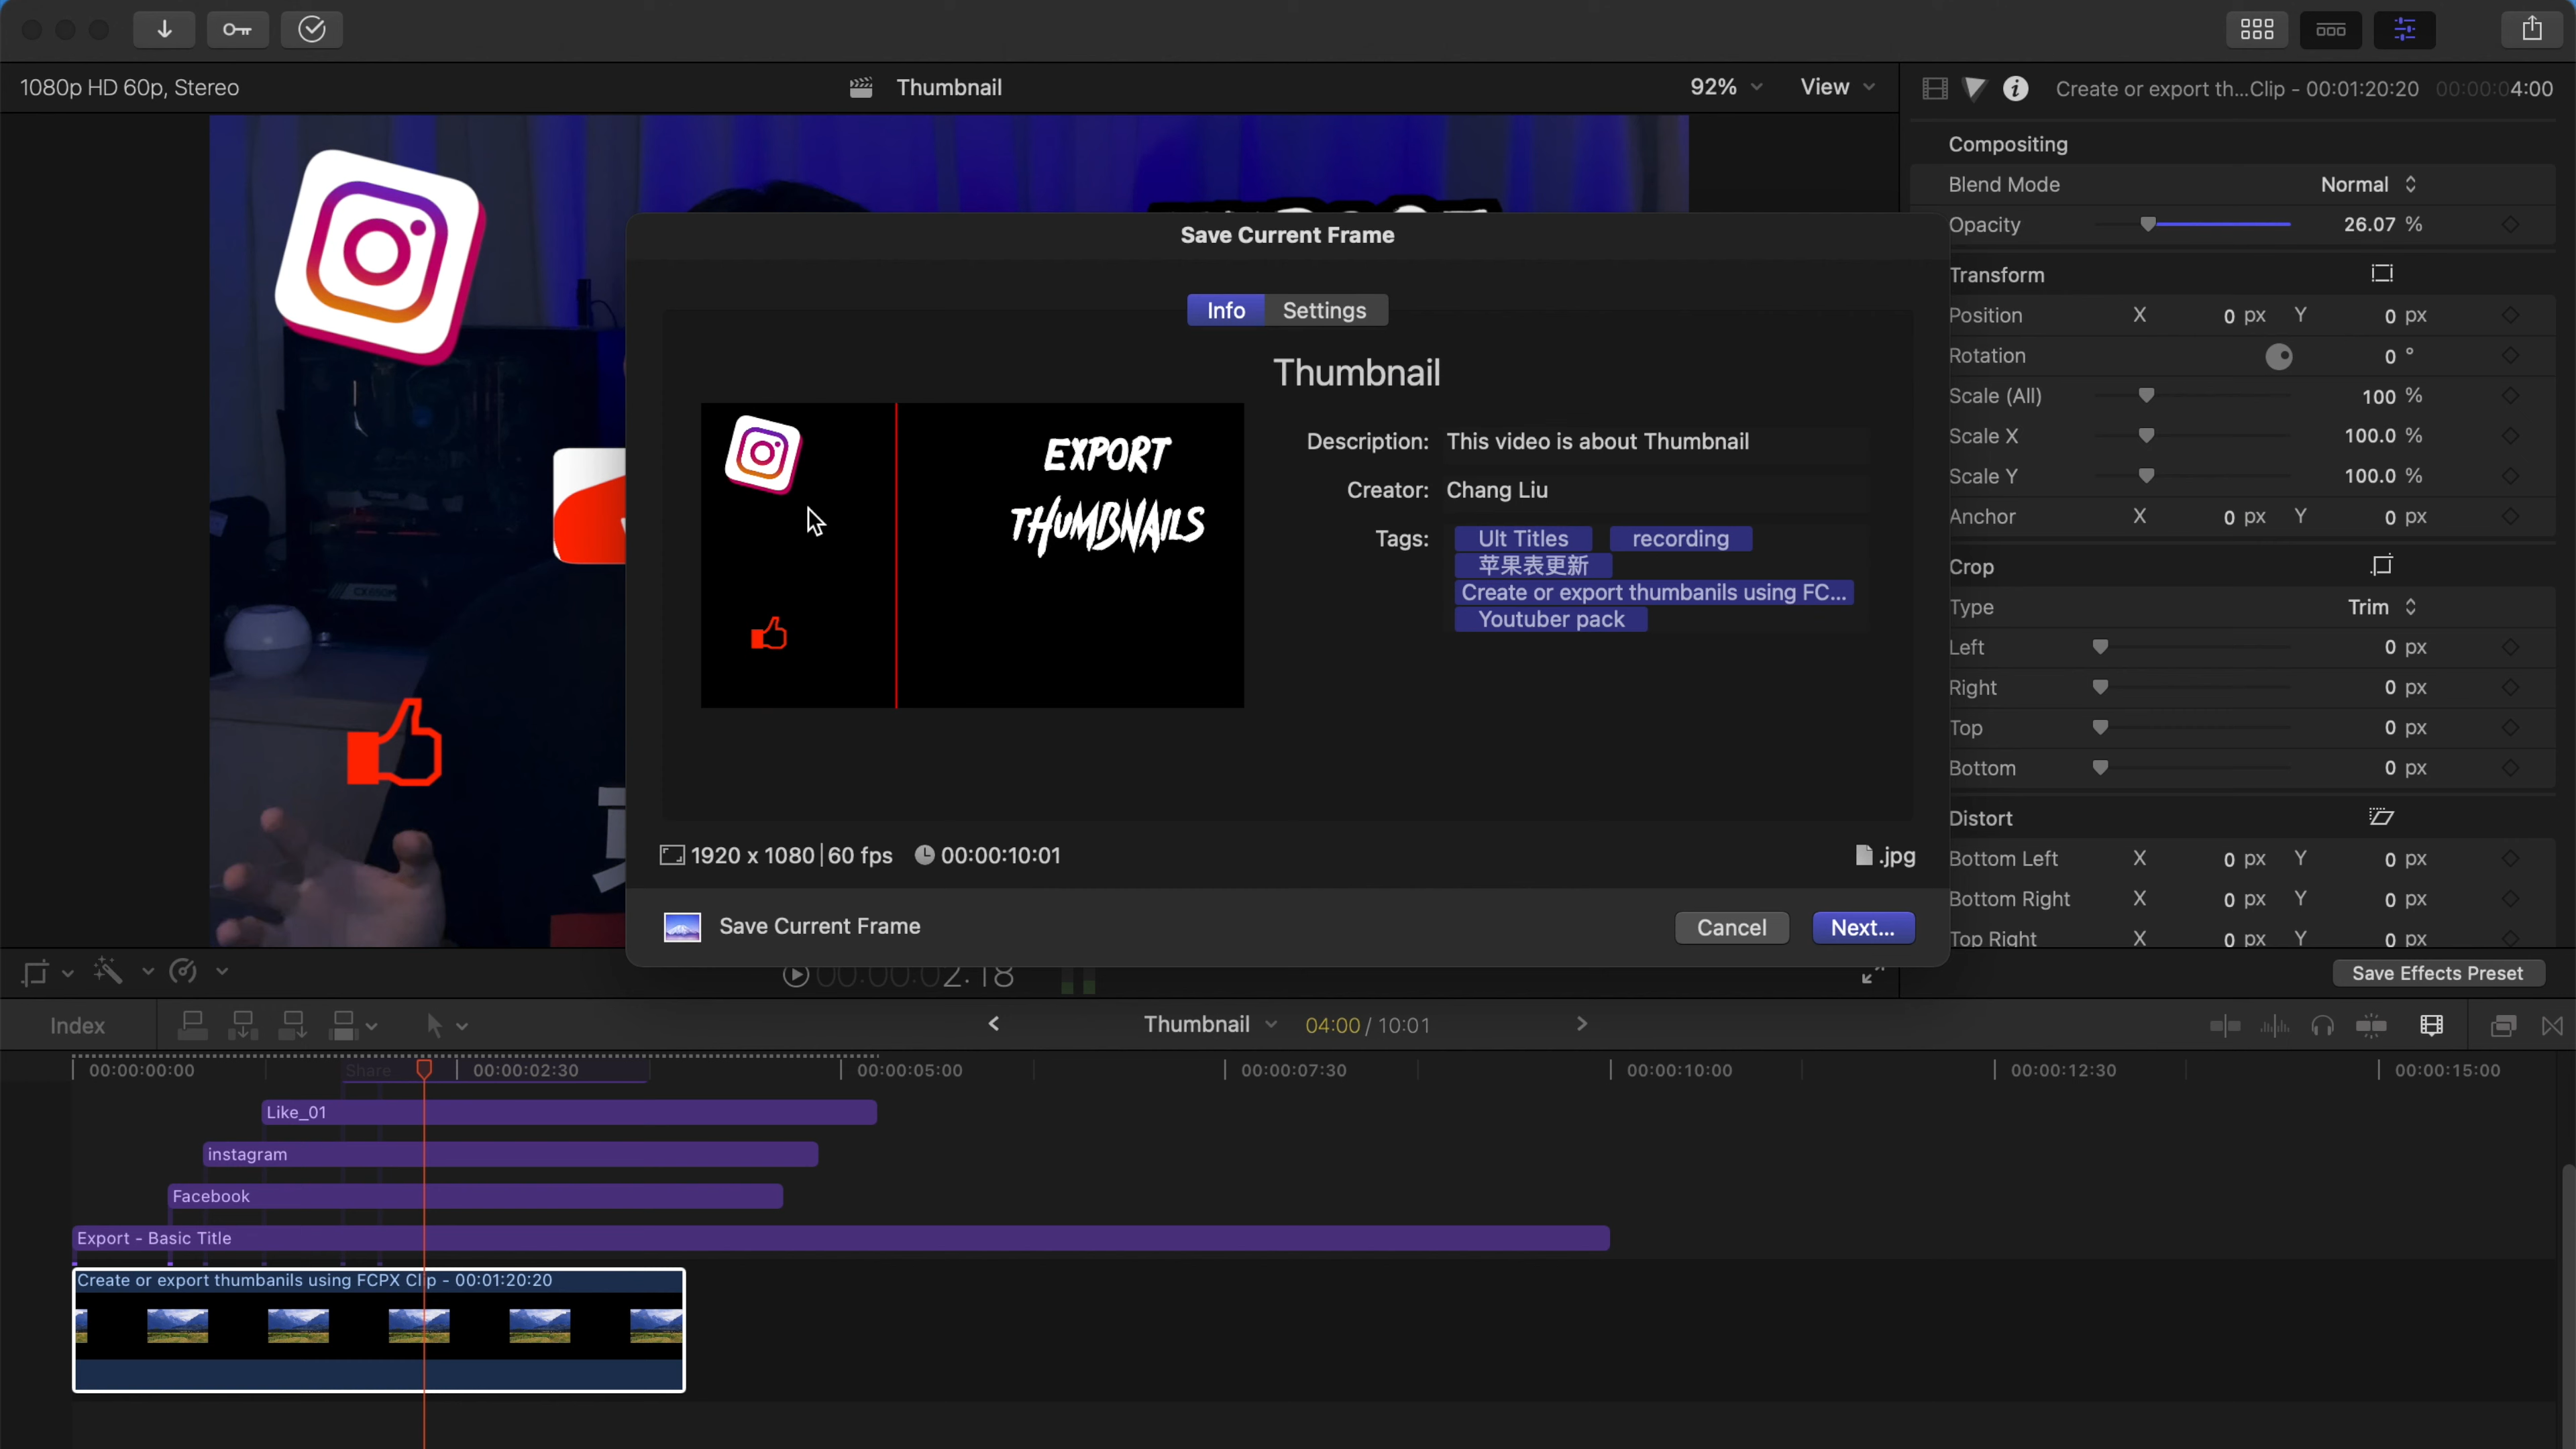 1080p HD 60p, Stereo
Thumbnail
92%
View
Create or export th...Clip - 00:01:20:20
00:00:04:00
Save Current Frame
Info
Settings
Thumbnail
EXPORT
THUMBNAILS
Description: This video is about Thumbnail
Creator: Chang Liu
Tags: Ult Titles recording
苹果表更新
Create or export thumbanils using FC...
Youtuber pack
1920 x 1080 | 60 fps 00:00:10:01
.jpg
Save Current Frame
Cancel
Next...
Compositing
Blend Mode Normal
Opacity 26.07 %
Transform
Position X 0 px Y 0 px
Rotation 0 °
Scale (All) 100 %
Scale X 100.0 %
Scale Y 100.0 %
Anchor X 0 px Y 0 px
Crop
Type Trim
Left 0 px
Right 0 px
Top 0 px
Bottom 0 px
Distort
Bottom Left X 0 px Y 0 px
Bottom Right X 0 px Y 0 px
Top Right X 0 px Y 0 px
00:00:02:18
Save Effects Preset
Index
Thumbnail
04:00 / 10:01
00:00:00:00
Share
00:00:02:30
00:00:05:00
00:00:07:30
00:00:10:00
00:00:12:30
00:00:15:00
Like_01
instagram
Facebook
Export - Basic Title
Create or export thumbanils using FCPX Clip - 00:01:20:20